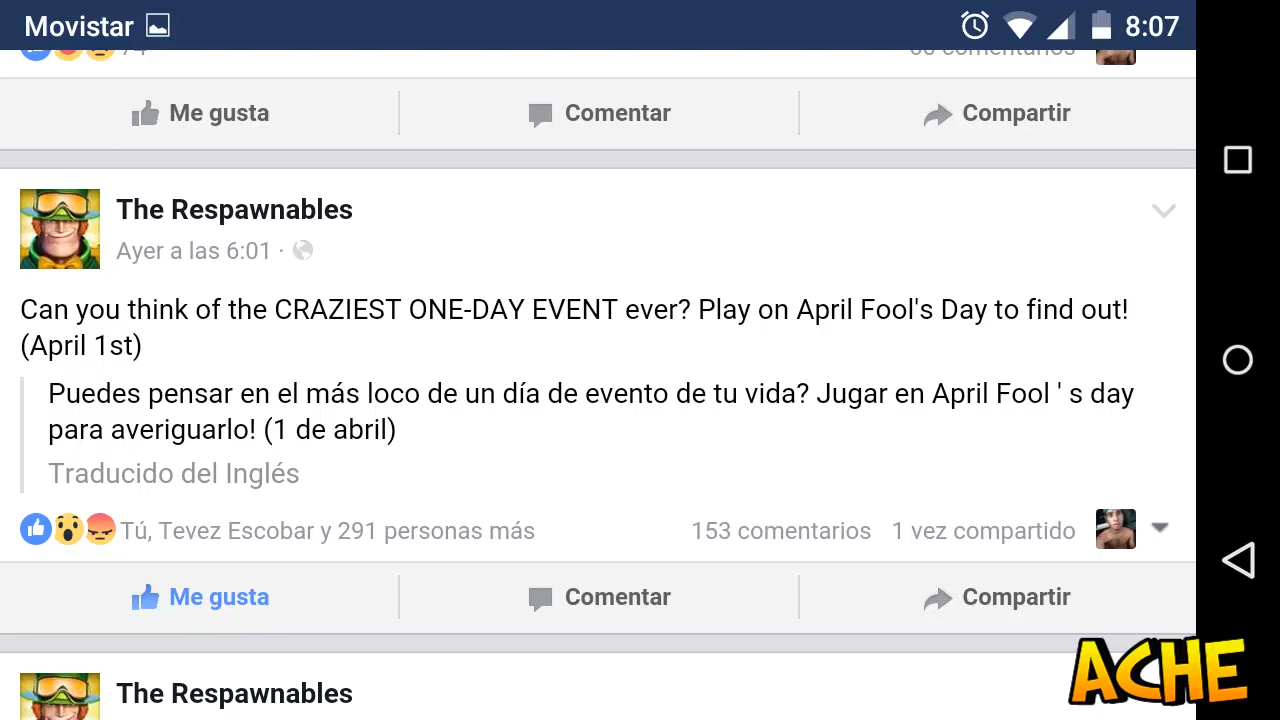 Movistar 8:07
Me gusta Comentar Compartir
The Respawnables
Ayer a las 6:01 ·
Can you think of the CRAZIEST ONE-DAY EVENT ever? Play on April Fool's Day to find out!
(April 1st)
Puedes pensar en el más loco de un día de evento de tu vida? Jugar en April Fool ' s day
para averiguarlo! (1 de abril)
Traducido del Inglés
Tú, Tevez Escobar y 291 personas más 153 comentarios 1 vez compartido
Me gusta Comentar Compartir
The Respawnables
ACHE